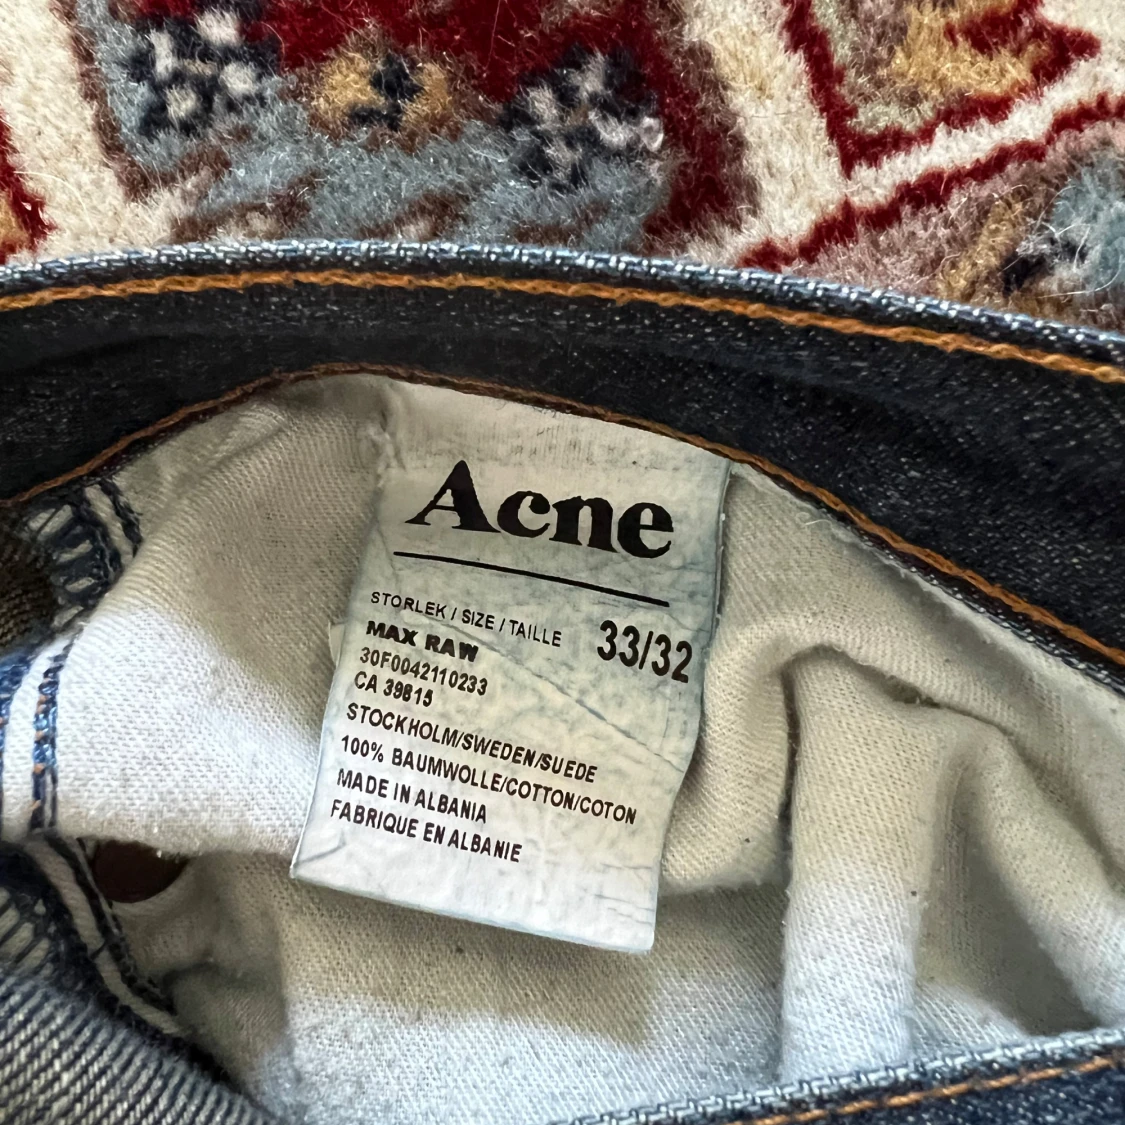 Acne
STORLEK / SIZE / TAILLE 33/32
MAX RAW
30F0042110233
CA 39815
STOCKHOLM/SWEDEN/SUEDE
100% BAUMWOLLE/COTTON/COTON
MADE IN ALBANIA
FABRIQUE EN ALBANIE